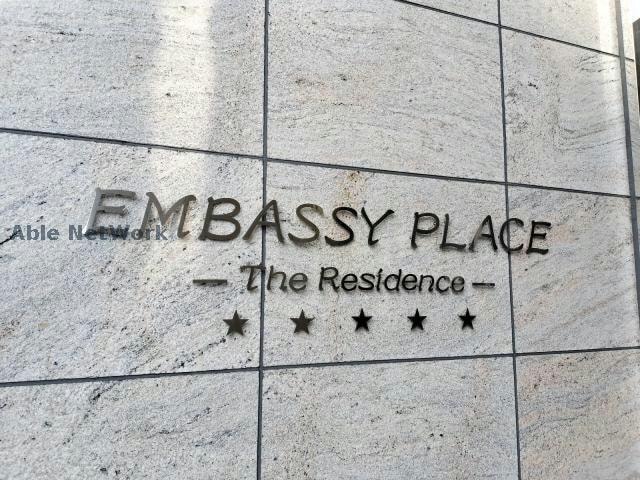 EMBASSY PLACE
Able NetWork
— The Residence —
★ ★ ★ ★ ★